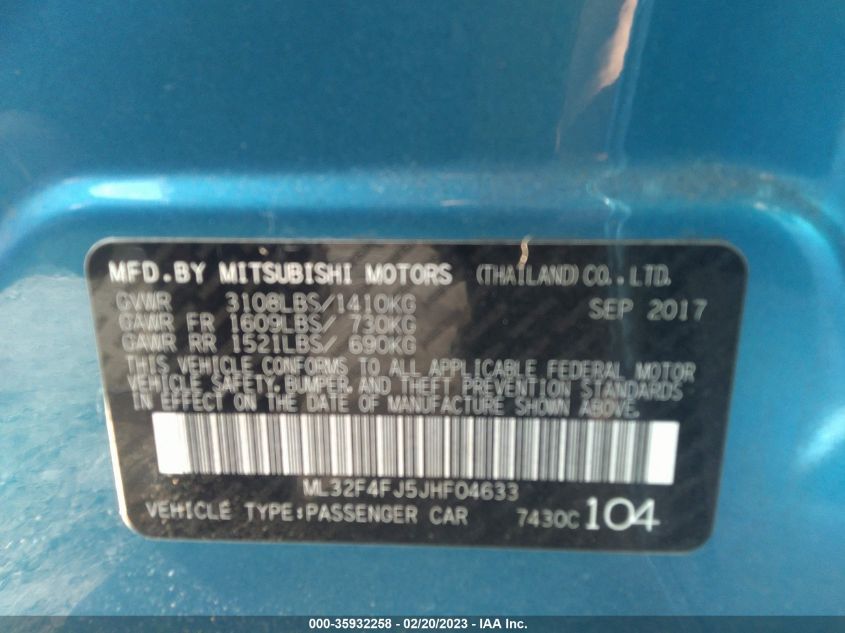 MFD. BY MITSUBISHI MOTORS (THAILAND) CO., LTD.
GVWR 3108LBS/1410KG SEP 2017
GAWR FR 1609LBS/ 730KG
GAWR RR 1521LBS/ 690KG
THIS VEHICLE CONFORMS TO ALL APPLICABLE FEDERAL MOTOR
VEHICLE SAFETY, BUMPER, AND THEFT PREVENTION STANDARDS
IN EFFECT ON THE DATE OF MANUFACTURE SHOWN ABOVE.
ML32F4FJ5JHF04633
VEHICLE TYPE:PASSENGER CAR 7430C 104
000-35932258 - 02/20/2023 - IAA Inc.